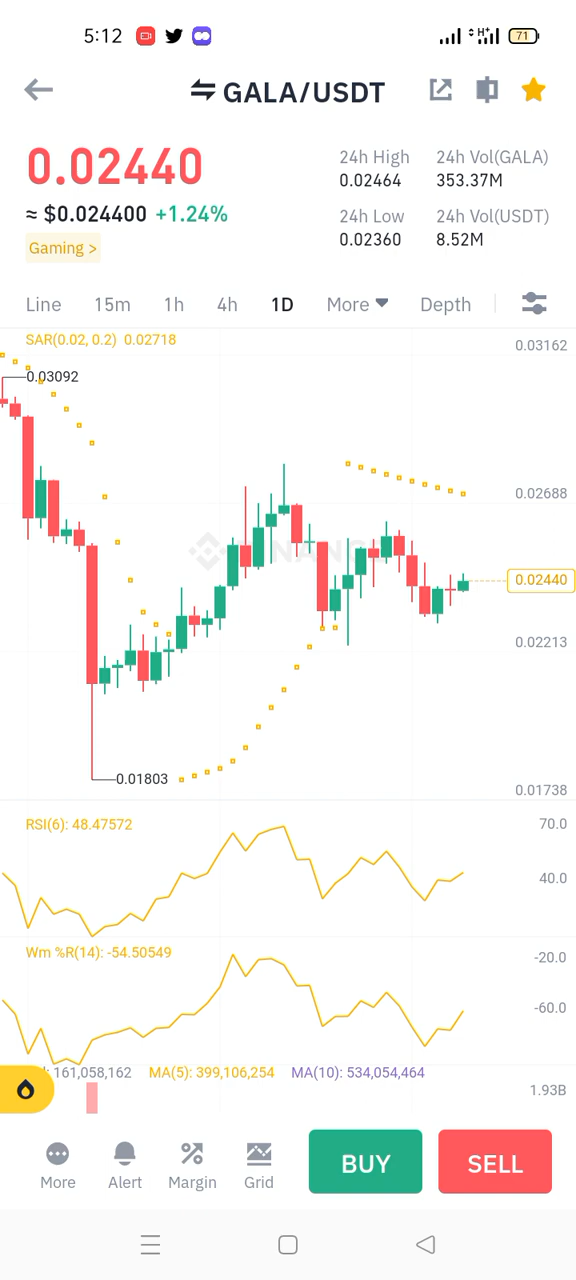 5:12
H+
71
GALA/USDT
0.02440
≈ $0.024400 +1.24%
Gaming >
24h High
0.02464
24h Vol(GALA)
353.37M
24h Low
0.02360
24h Vol(USDT)
8.52M
Line 15m 1h 4h 1D More Depth
SAR(0.02, 0.2) 0.02718
0.03162
0.03092
0.02688
BINANCE
0.02440
0.02213
0.01803
0.01738
RSI(6): 48.47572
70.0
40.0
Wm %R(14): -54.50549
-20.0
-60.0
161,058,162 MA(5): 399,106,254 MA(10): 534,054,464
1.93B
More Alert Margin Grid
BUY SELL